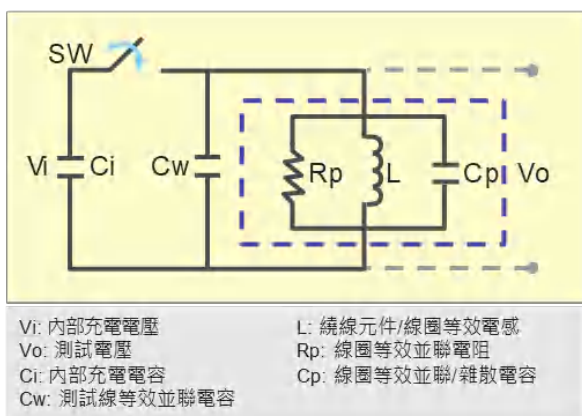 SW
Vi
Ci
Cw
Rp
L
Cp
Vo
Vi: 內部充電電壓
Vo: 測試電壓
Ci: 內部充電電容
Cw: 測試線等效並聯電容
L: 繞線元件/線圈等效電感
Rp: 線圈等效並聯電阻
Cp: 線圈等效並聯/雜散電容